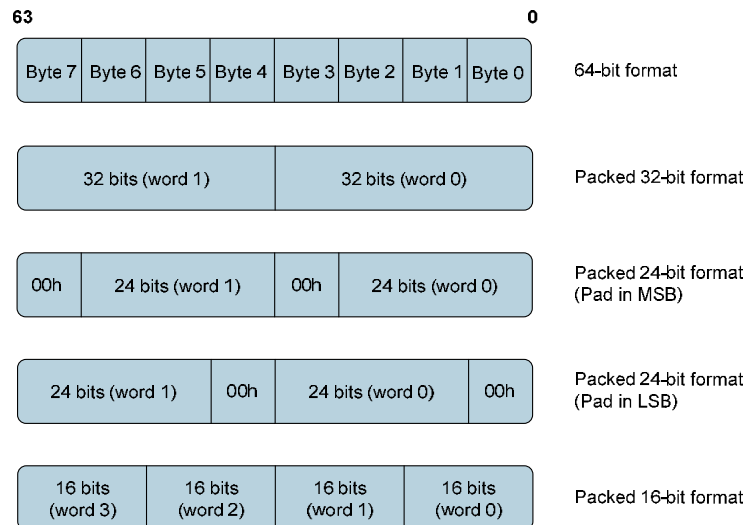 63 0
Byte 7 Byte 6 Byte 5 Byte 4 Byte 3 Byte 2 Byte 1 Byte 0 64-bit format
32 bits (word 1) 32 bits (word 0) Packed 32-bit format
00h 24 bits (word 1) 00h 24 bits (word 0) Packed 24-bit format
(Pad in MSB)
24 bits (word 1) 00h 24 bits (word 0) 00h Packed 24-bit format
(Pad in LSB)
16 bits 16 bits 16 bits 16 bits Packed 16-bit format
(word 3) (word 2) (word 1) (word 0)